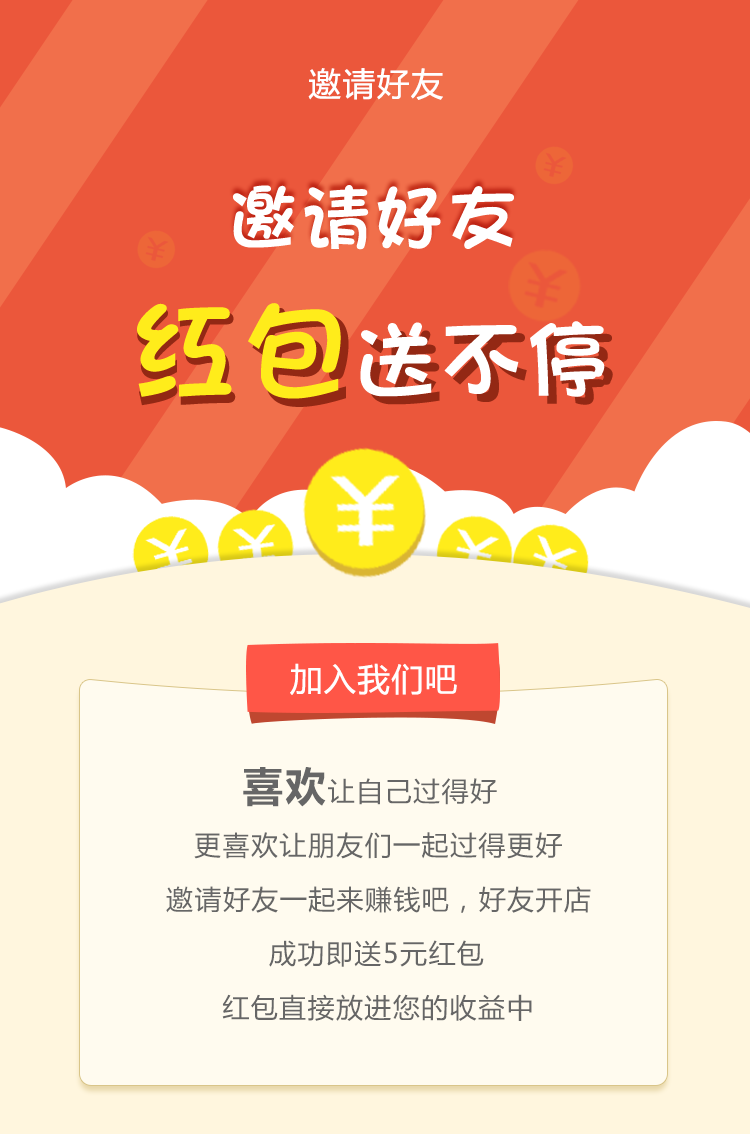 邀请好友
邀请好友
红包送不停
加入我们吧
喜欢让自己过得好
更喜欢让朋友们一起过得更好
邀请好友一起来赚钱吧，好友开店
成功即送5元红包
红包直接放进您的收益中